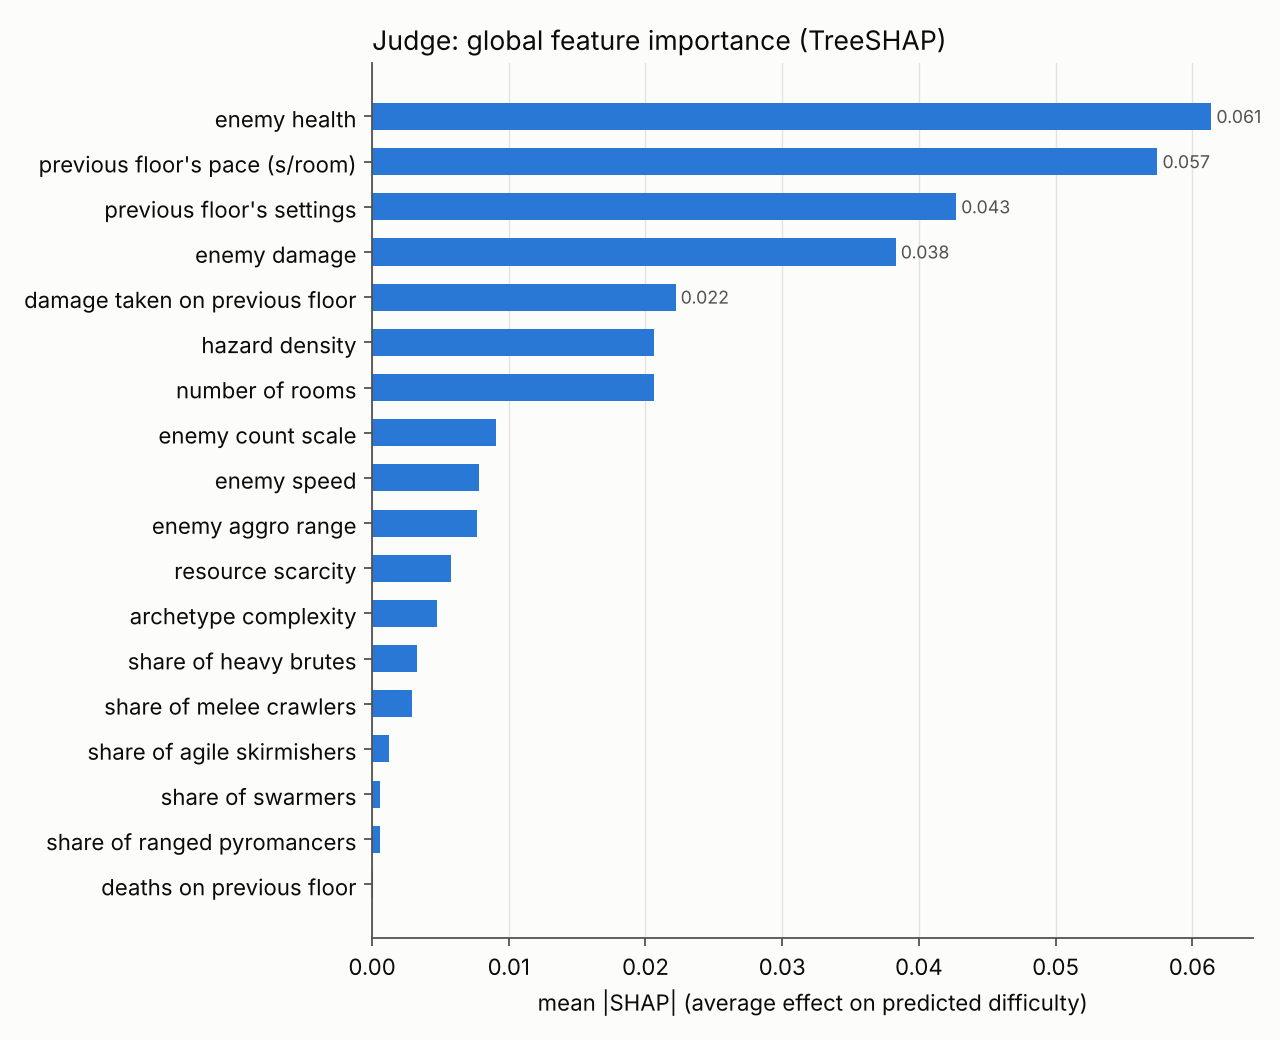 Judge: global feature importance (TreeSHAP)
enemy health
0.061
previous floor's pace (s/room)
0.057
previous floor's settings
0.043
enemy damage
0.038
damage taken on previous floor
0.022
hazard density
number of rooms
enemy count scale
enemy speed
enemy aggro range
resource scarcity
archetype complexity
share of heavy brutes
share of melee crawlers
share of agile skirmishers
share of swarmers
share of ranged pyromancers
deaths on previous floor
0.00 0.01 0.02 0.03 0.04 0.05 0.06
mean |SHAP| (average effect on predicted difficulty)